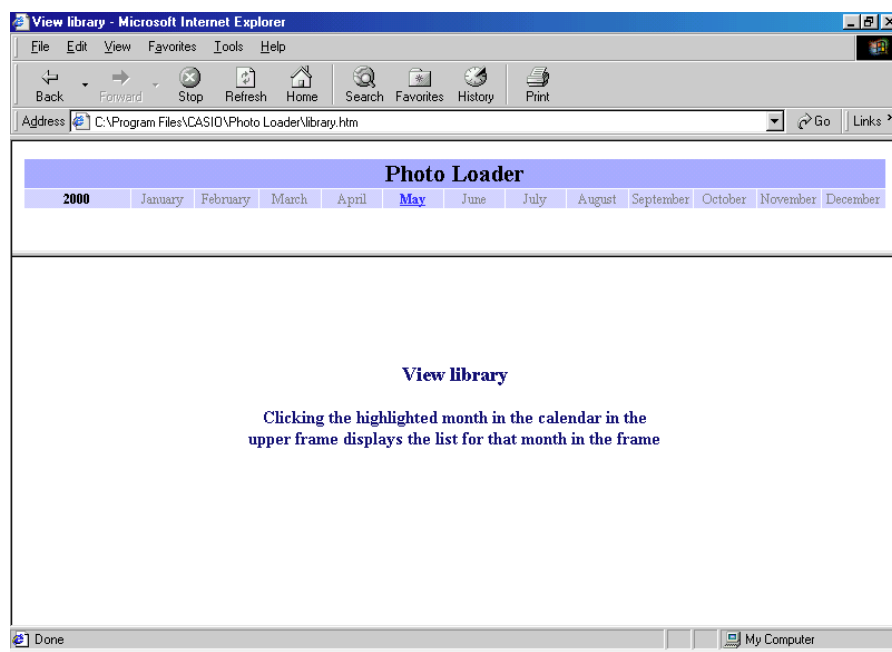 View library - Microsoft Internet Explorer
File Edit View Favorites Tools Help
Back Forward Stop Refresh Home Search Favorites History Print
Address C:\Program Files\CASIO\Photo Loader\library.htm Go Links
Photo Loader
2000 January February March April May June July August September October November December
View library
Clicking the highlighted month in the calendar in the
upper frame displays the list for that month in the frame
Done My Computer